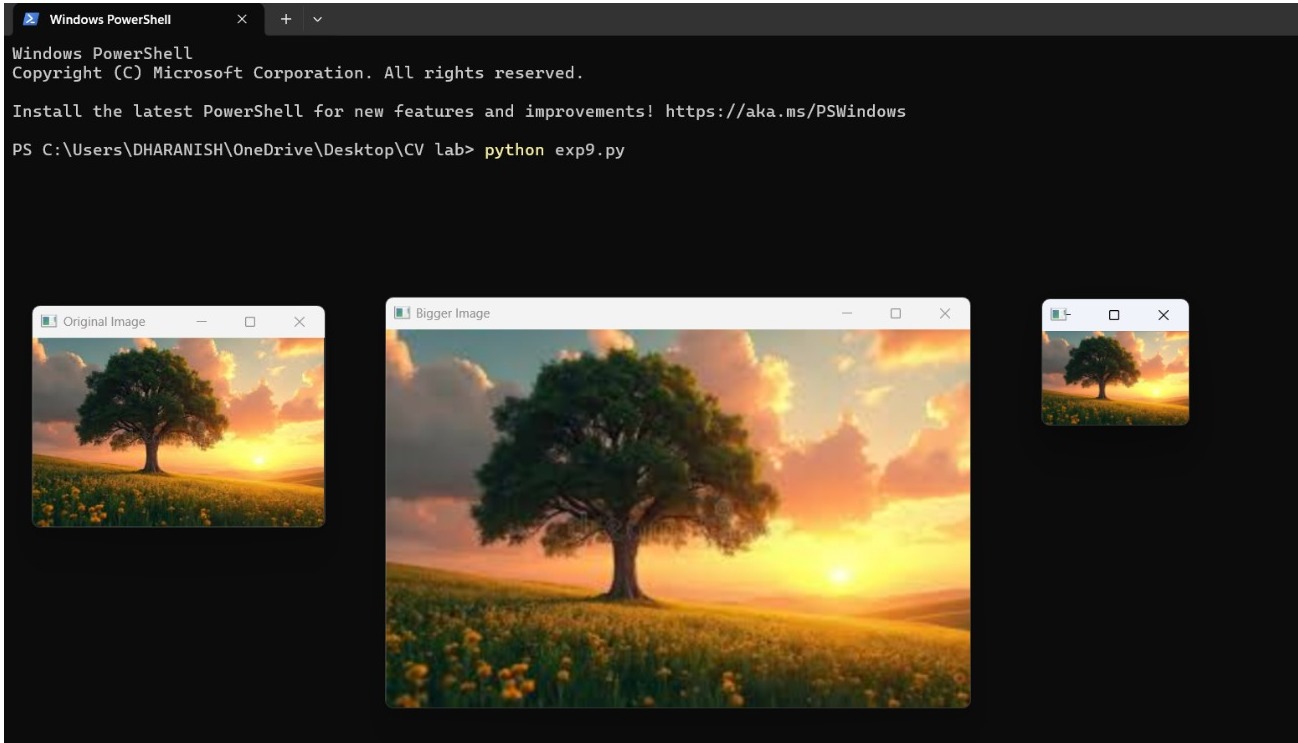 Windows PowerShell
Windows PowerShell
Copyright (C) Microsoft Corporation. All rights reserved.
Install the latest PowerShell for new features and improvements! https://aka.ms/PSWindows
PS C:\Users\DHARANISH\OneDrive\Desktop\CV lab> python exp9.py
Original Image
Bigger Image